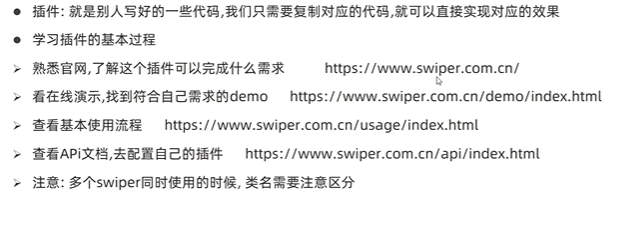 ● 插件: 就是别人写好的一些代码,我们只需要复制对应的代码,就可以直接实现对应的效果
● 学习插件的基本过程
➢ 熟悉官网,了解这个插件可以完成什么需求 https://www.swiper.com.cn/
➢ 看在线演示,找到符合自己需求的demo https://www.swiper.com.cn/demo/index.html
➢ 查看基本使用流程 https://www.swiper.com.cn/usage/index.html
➢ 查看APi文档,去配置自己的插件 https://www.swiper.com.cn/api/index.html
➢ 注意: 多个swiper同时使用的时候, 类名需要注意区分